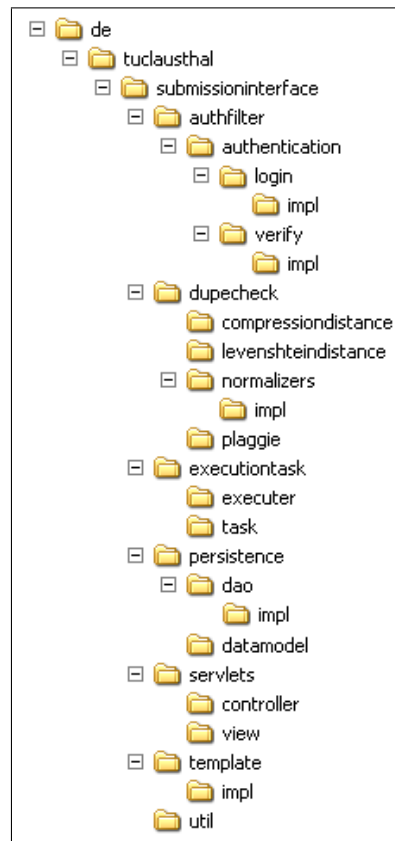 de
tuclausthal
submissioninterface
authfilter
authentication
login
impl
verify
impl
dupecheck
compressiondistance
levenshteindistance
normalizers
impl
plaggie
executiontask
executer
task
persistence
dao
impl
datamodel
servlets
controller
view
template
impl
util